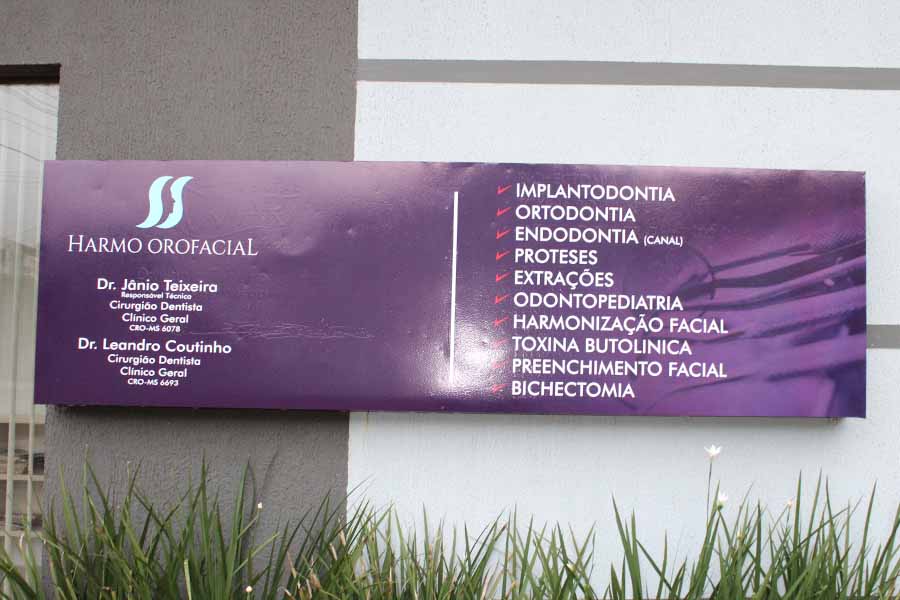 HARMO OROFACIAL
Dr. Jânio Teixeira
Responsável Técnico
Cirurgião Dentista
Clínico Geral
CRO-MS 6078
Dr. Leandro Coutinho
Cirurgião Dentista
Clínico Geral
CRO-MS 6693
IMPLANTODONTIA
ORTODONTIA
ENDODONTIA (CANAL)
PROTESES
EXTRAÇÕES
ODONTOPEDIATRIA
HARMONIZAÇÃO FACIAL
TOXINA BUTOLINICA
PREENCHIMENTO FACIAL
BICHECTOMIA